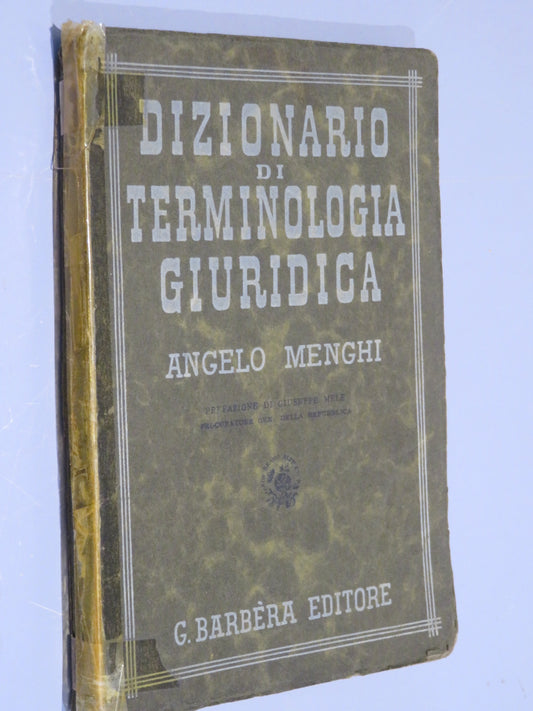 DIZIONARIO
DI
TERMINOLOGIA
GIURIDICA
ANGELO MENGHI
PREFAZIONE DI GIUSEPPE MELE
PROCURATORE GEN. DELLA REPUBBLICA
G. BARBÈRA EDITORE